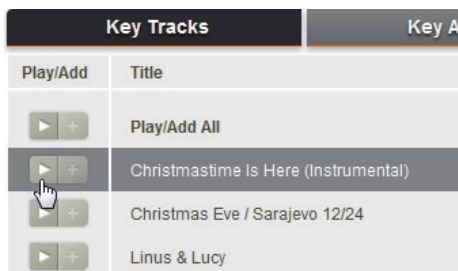 Key Tracks Key A
Play/Add Title
Play/Add All
Christmastime Is Here (Instrumental)
Christmas Eve / Sarajevo 12/24
Linus & Lucy